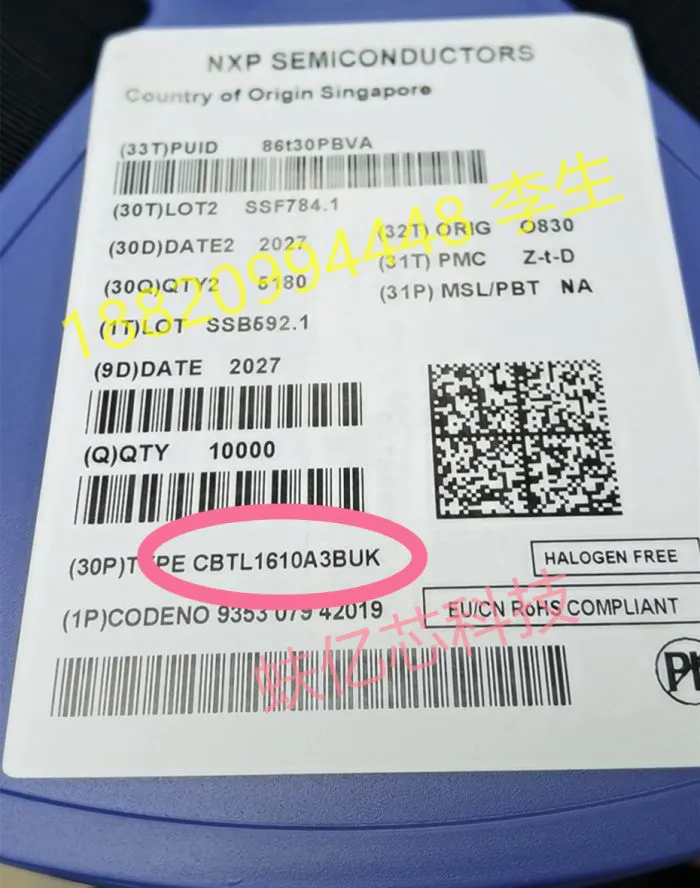 NXP SEMICONDUCTORS
Country of Origin Singapore
(33T)PUID 86t30PBVA
(30T)LOT2 SSF784.1
(30D)DATE2 2027
(32T) ORIG O830
(30Q)QTY2 5180
(31T) PMC Z-t-D
(31P) MSL/PBT NA
(1T)LOT SSB592.1
18820994448 李生
(9D)DATE 2027
(Q)QTY 10000
(30P)TYPE CBTL1610A3BUK
HALOGEN FREE
(1P)CODENO 9353 079 42019
EU/CN RoHS COMPLIANT
蚨亿芯科技